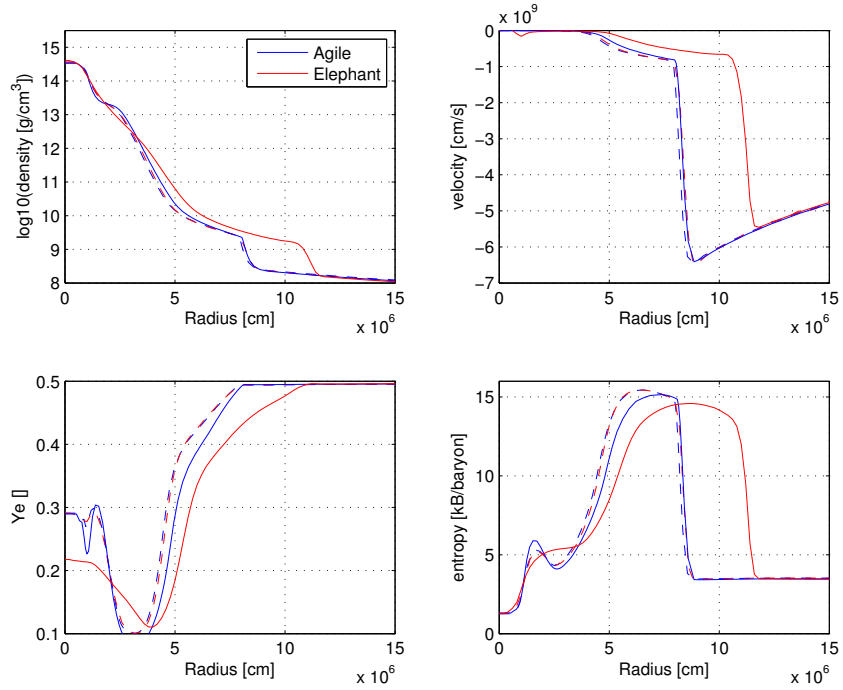 15
14
13
12
11
10
9
8
log10(density [g/cm³])
Agile
Elephant
0 5 10 15
Radius [cm]
x 10⁶
x 10⁹
0
−1
−2
−3
−4
−5
−6
−7
velocity [cm/s]
0 5 10 15
Radius [cm]
x 10⁶
0.5
0.4
0.3
0.2
0.1
Ye []
0 5 10 15
Radius [cm]
x 10⁶
15
10
5
0
entropy [kB/baryon]
0 5 10 15
Radius [cm]
x 10⁶